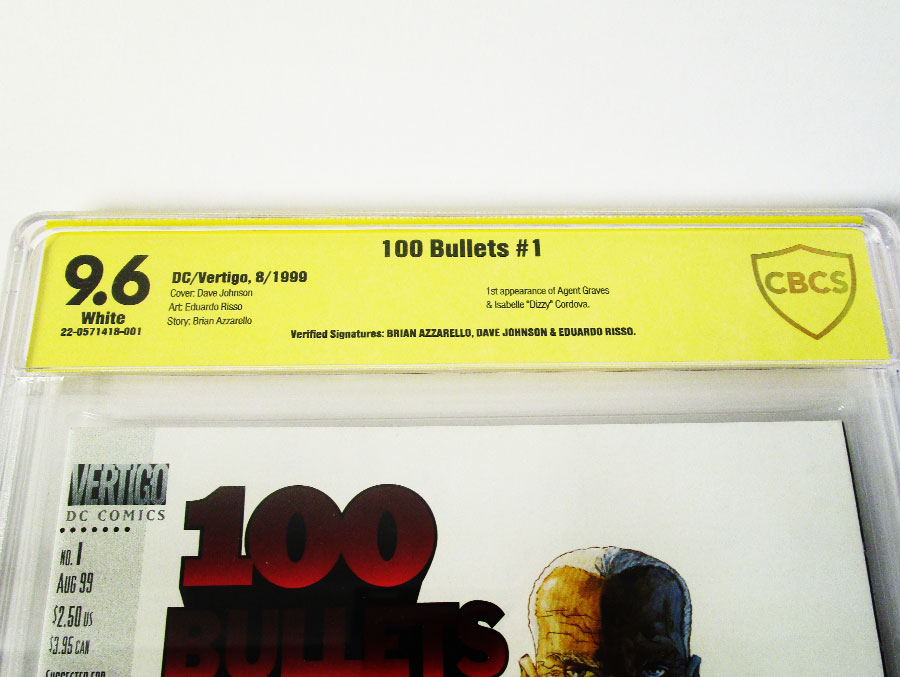 100 Bullets #1
9.6
White
22-0571418-001
DC/Vertigo, 8/1999
Cover: Dave Johnson
Art: Eduardo Risso
Story: Brian Azzarello
1st appearance of Agent Graves
& Isabelle "Dizzy" Cordova.
Verified Signatures: BRIAN AZZARELLO, DAVE JOHNSON & EDUARDO RISSO.
CBCS
VERTIGO
DC COMICS
NO. 1
AUG 99
$2.50 US
$3.95 CAN
SUGGESTED FOR
100
BULLETS